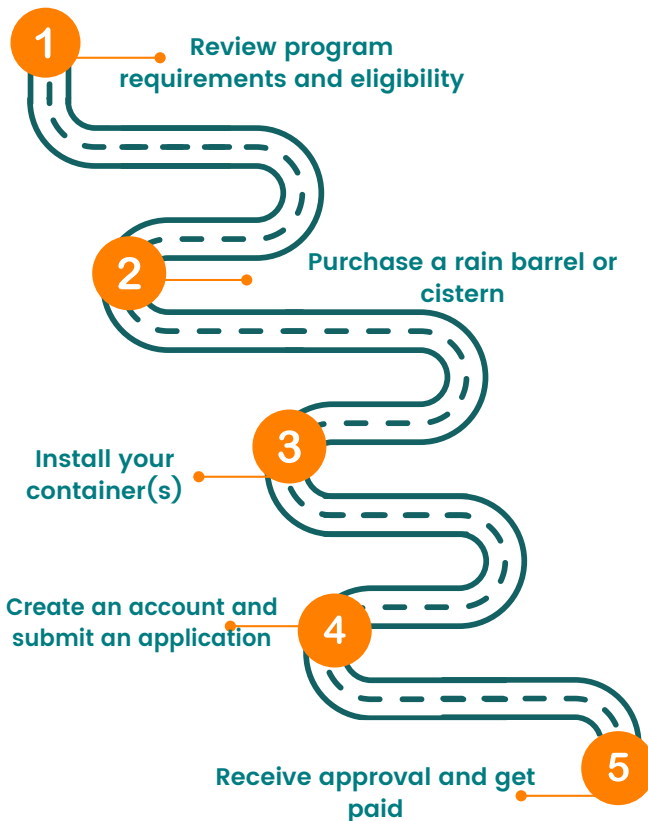 1
Review program
requirements and eligibility
2
Purchase a rain barrel or
cistern
3
Install your
container(s)
4
Create an account and
submit an application
5
Receive approval and get
paid